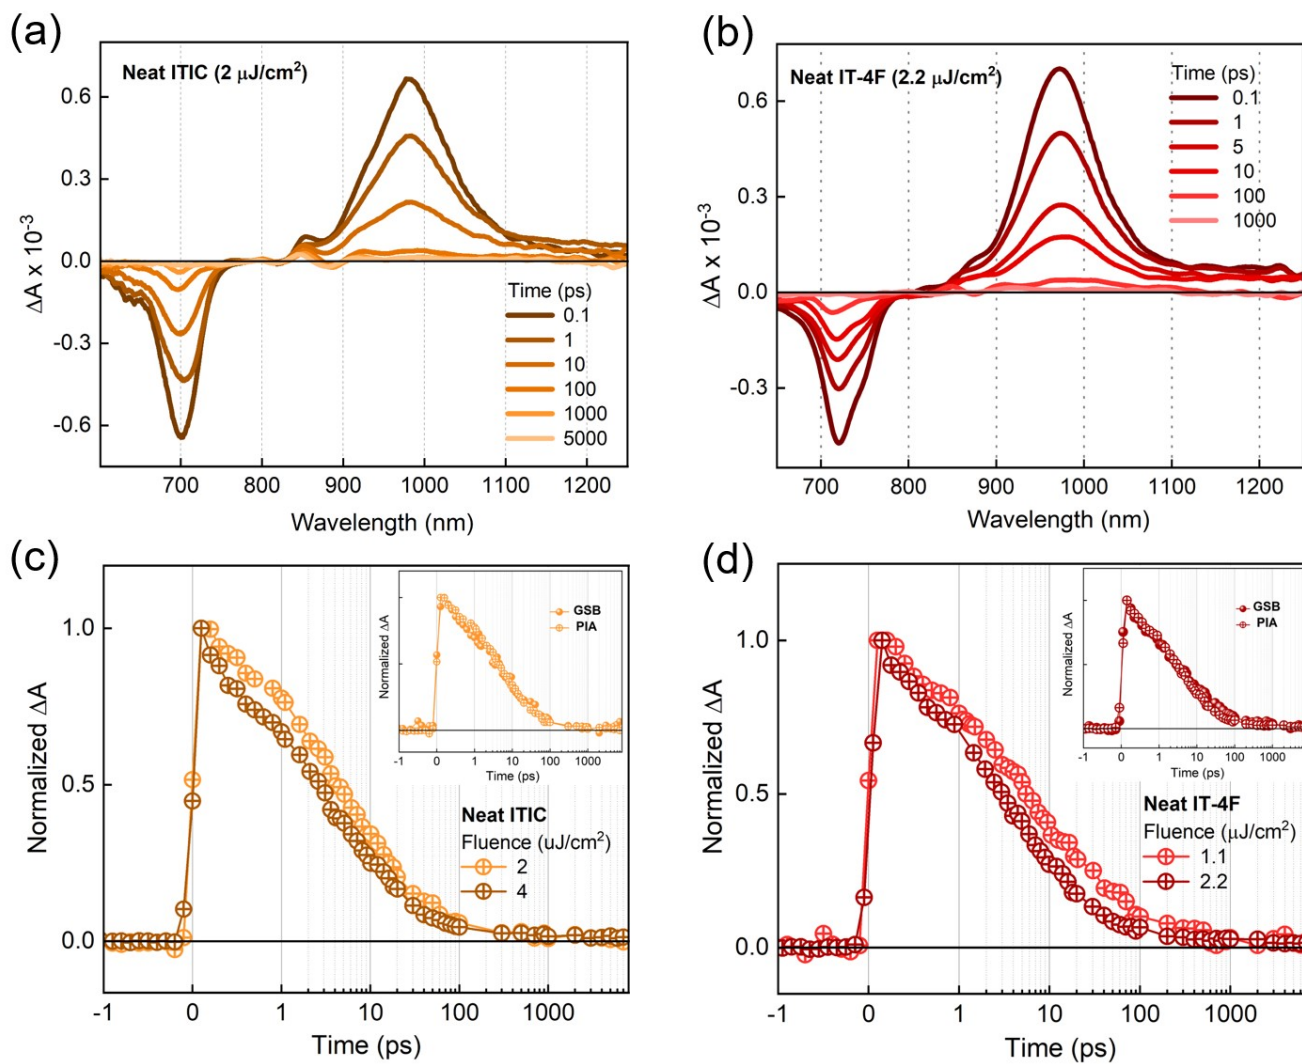 (a)
Neat ITIC (2 μJ/cm²)
0.6
0.3
0.0
-0.3
-0.6
ΔA x 10⁻³
Time (ps)
0.1
1
10
100
1000
5000
700 800 900 1000 1100 1200
Wavelength (nm)
(b)
Neat IT-4F (2.2 μJ/cm²)
Time (ps)
0.1
1
5
10
100
1000
0.6
0.3
0.0
-0.3
ΔA x 10⁻³
700 800 900 1000 1100 1200
Wavelength (nm)
(c)
1.0
0.5
0.0
Normalized ΔA
Normalized ΔA
GSB
PIA
-1 0 1 10 100 1000
Time (ps)
Neat ITIC
Fluence (uJ/cm²)
2
4
-1 0 1 10 100 1000
Time (ps)
(d)
1.0
0.5
0.0
Normalized ΔA
Normalized ΔA
GSB
PIA
-1 0 1 10 100 1000
Time (ps)
Neat IT-4F
Fluence (μJ/cm²)
1.1
2.2
-1 0 1 10 100 1000
Time (ps)